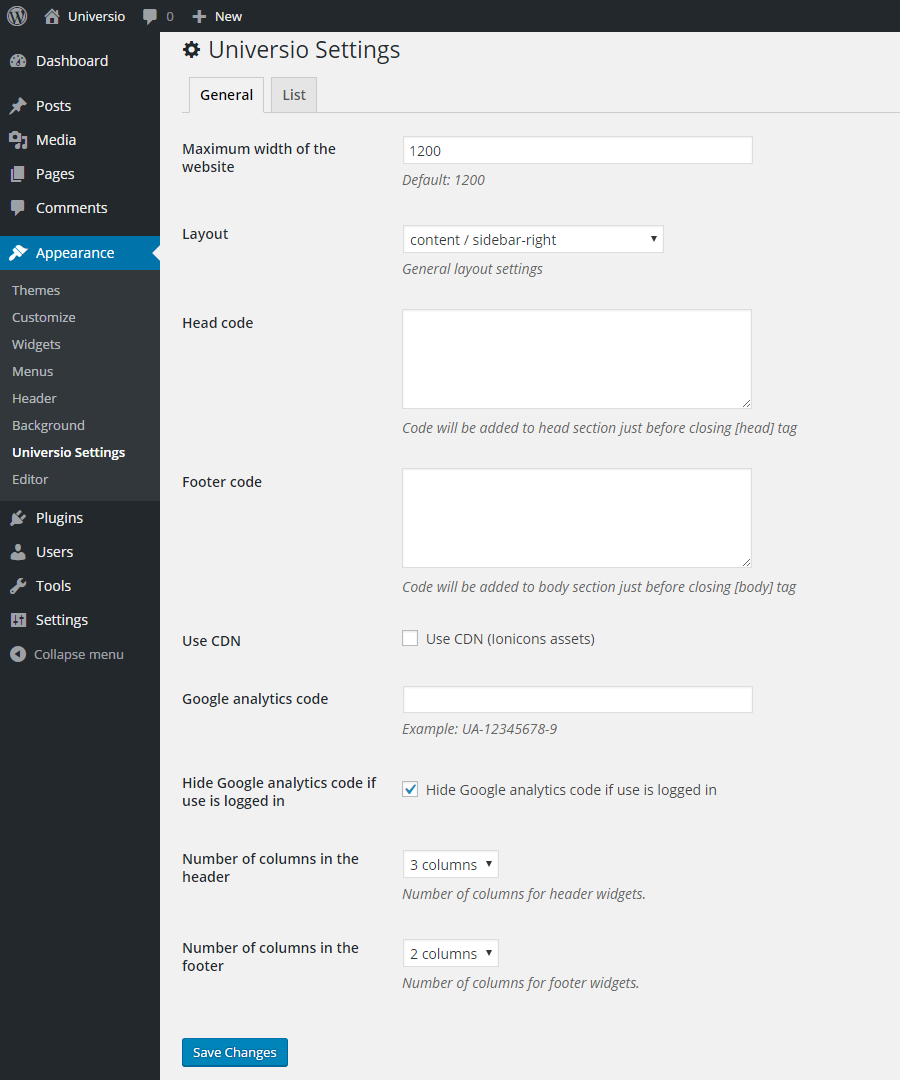 Universio 0 New
Dashboard
Posts
Media
Pages
Comments
Appearance
Themes
Customize
Widgets
Menus
Header
Background
Universio Settings
Editor
Plugins
Users
Tools
Settings
Collapse menu
Universio Settings
General List
Maximum width of the
website
1200
Default: 1200
Layout
content / sidebar-right
General layout settings
Head code
Code will be added to head section just before closing [head] tag
Footer code
Code will be added to body section just before closing [body] tag
Use CDN
Use CDN (Ionicons assets)
Google analytics code
Example: UA-12345678-9
Hide Google analytics code if
use is logged in
Hide Google analytics code if use is logged in
Number of columns in the
header
3 columns
Number of columns for header widgets.
Number of columns in the
footer
2 columns
Number of columns for footer widgets.
Save Changes